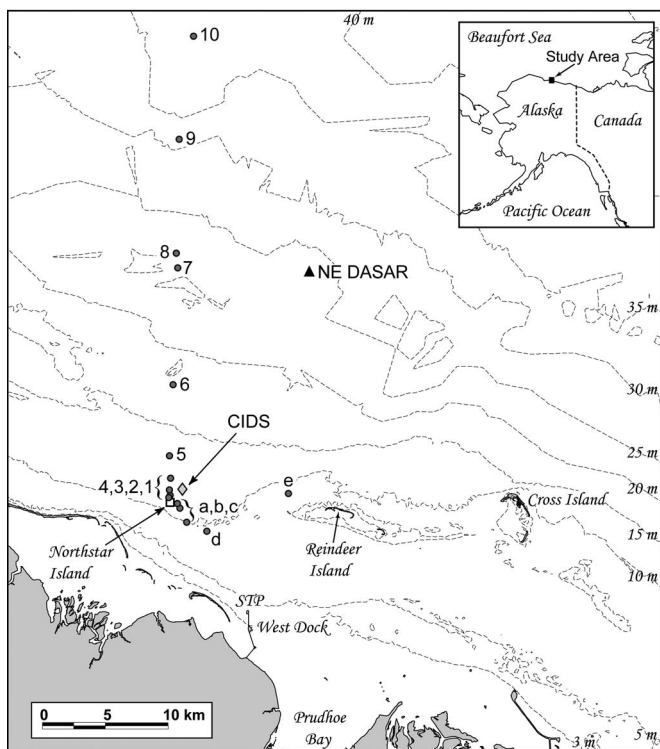 40 m
10
Beaufort Sea
Study Area
Alaska
Canada
Pacific Ocean
9
8
7
NE DASAR
35 m
30 m
6
CIDS
5
25 m
4,3,2,1{
e
20 m
Cross Island
}a,b,c
15 m
d
Northstar
Island
Reindeer
Island
10 m
STP
West Dock
0 5 10 km
Prudhoe
Bay
3 m
5 m